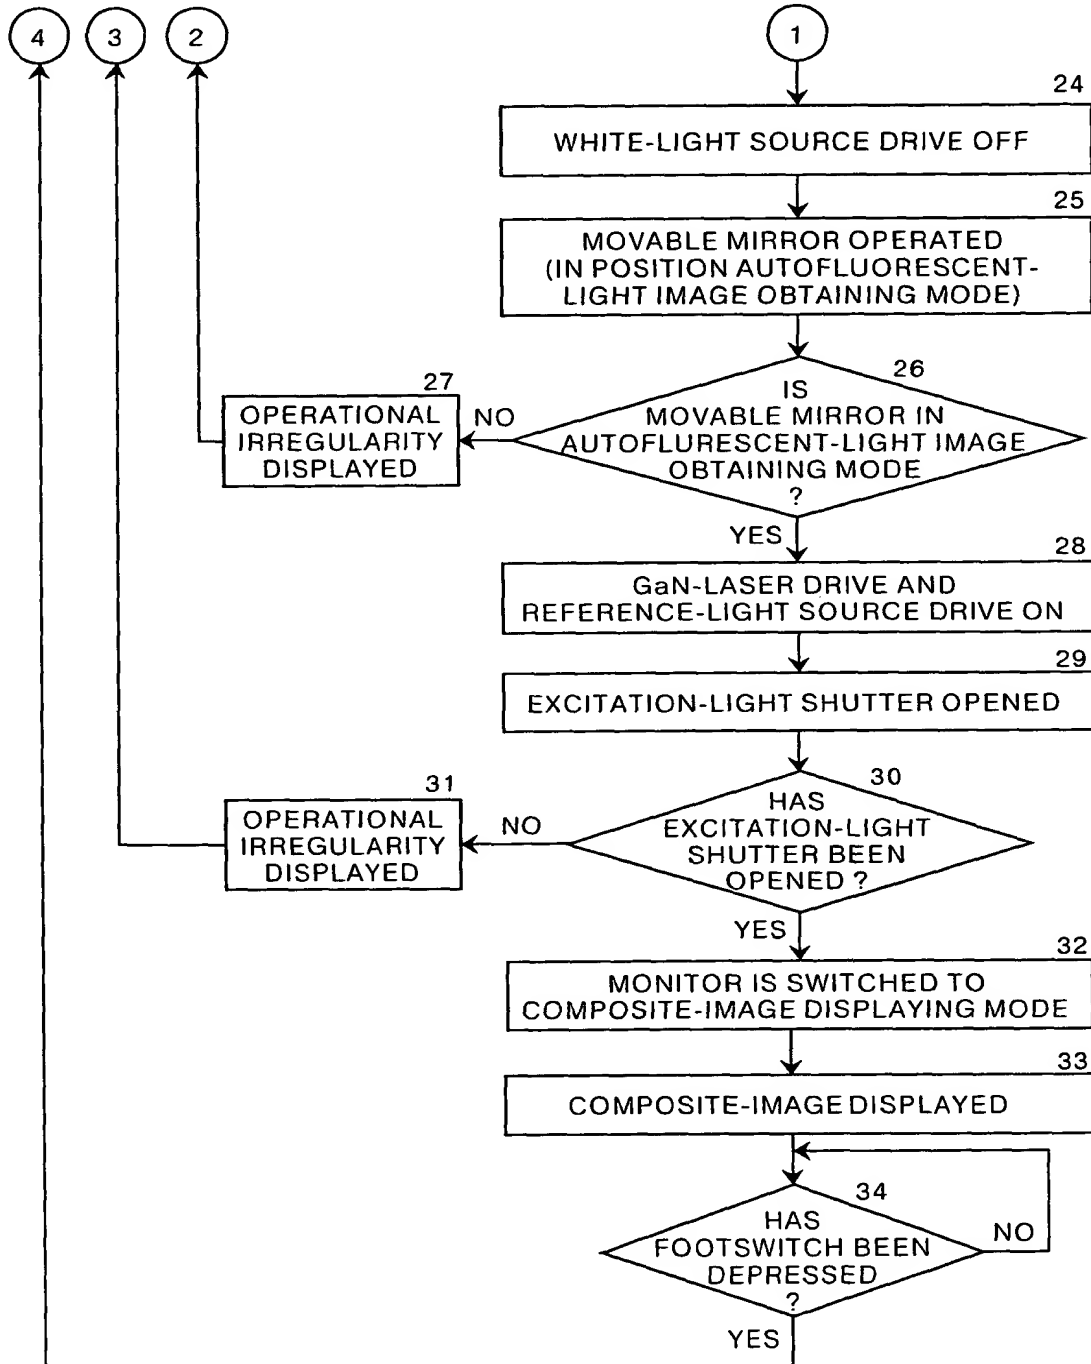 4
3
2
1
24
WHITE-LIGHT SOURCE DRIVE OFF
25
MOVABLE MIRROR OPERATED
(IN POSITION AUTOFLUORESCENT-
LIGHT IMAGE OBTAINING MODE)
26
IS
MOVABLE MIRROR IN
AUTOFLURESCENT-LIGHT IMAGE
OBTAINING MODE
?
NO
27
OPERATIONAL
IRREGULARITY
DISPLAYED
YES
28
GaN-LASER DRIVE AND
REFERENCE-LIGHT SOURCE DRIVE ON
29
EXCITATION-LIGHT SHUTTER OPENED
30
HAS
EXCITATION-LIGHT
SHUTTER BEEN
OPENED ?
NO
31
OPERATIONAL
IRREGULARITY
DISPLAYED
YES
32
MONITOR IS SWITCHED TO
COMPOSITE-IMAGE DISPLAYING MODE
33
COMPOSITE-IMAGE DISPLAYED
34
HAS
FOOTSWITCH BEEN
DEPRESSED
?
NO
YES